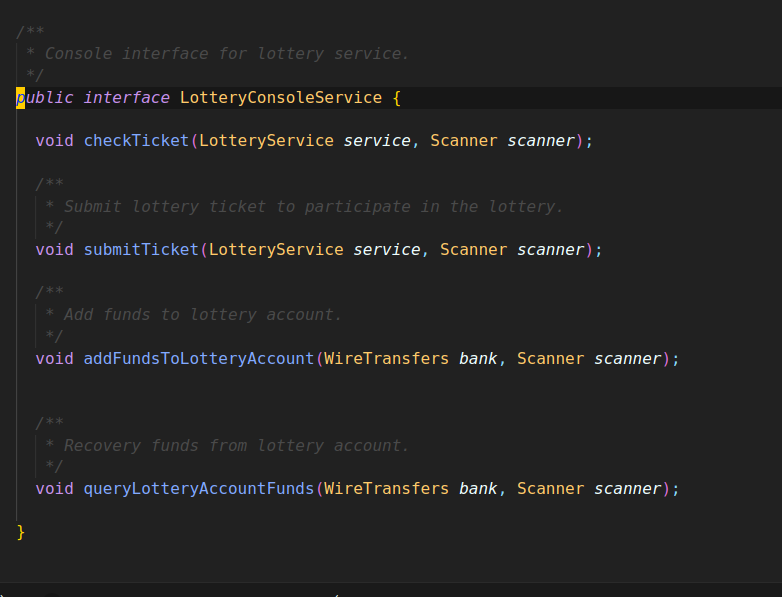 /**
 * Console interface for lottery service.
 */
public interface LotteryConsoleService {
  void checkTicket(LotteryService service, Scanner scanner);
  /**
   * Submit lottery ticket to participate in the lottery.
   */
  void submitTicket(LotteryService service, Scanner scanner);
  /**
   * Add funds to lottery account.
   */
  void addFundsToLotteryAccount(WireTransfers bank, Scanner scanner);
  /**
   * Recovery funds from lottery account.
   */
  void queryLotteryAccountFunds(WireTransfers bank, Scanner scanner);
}